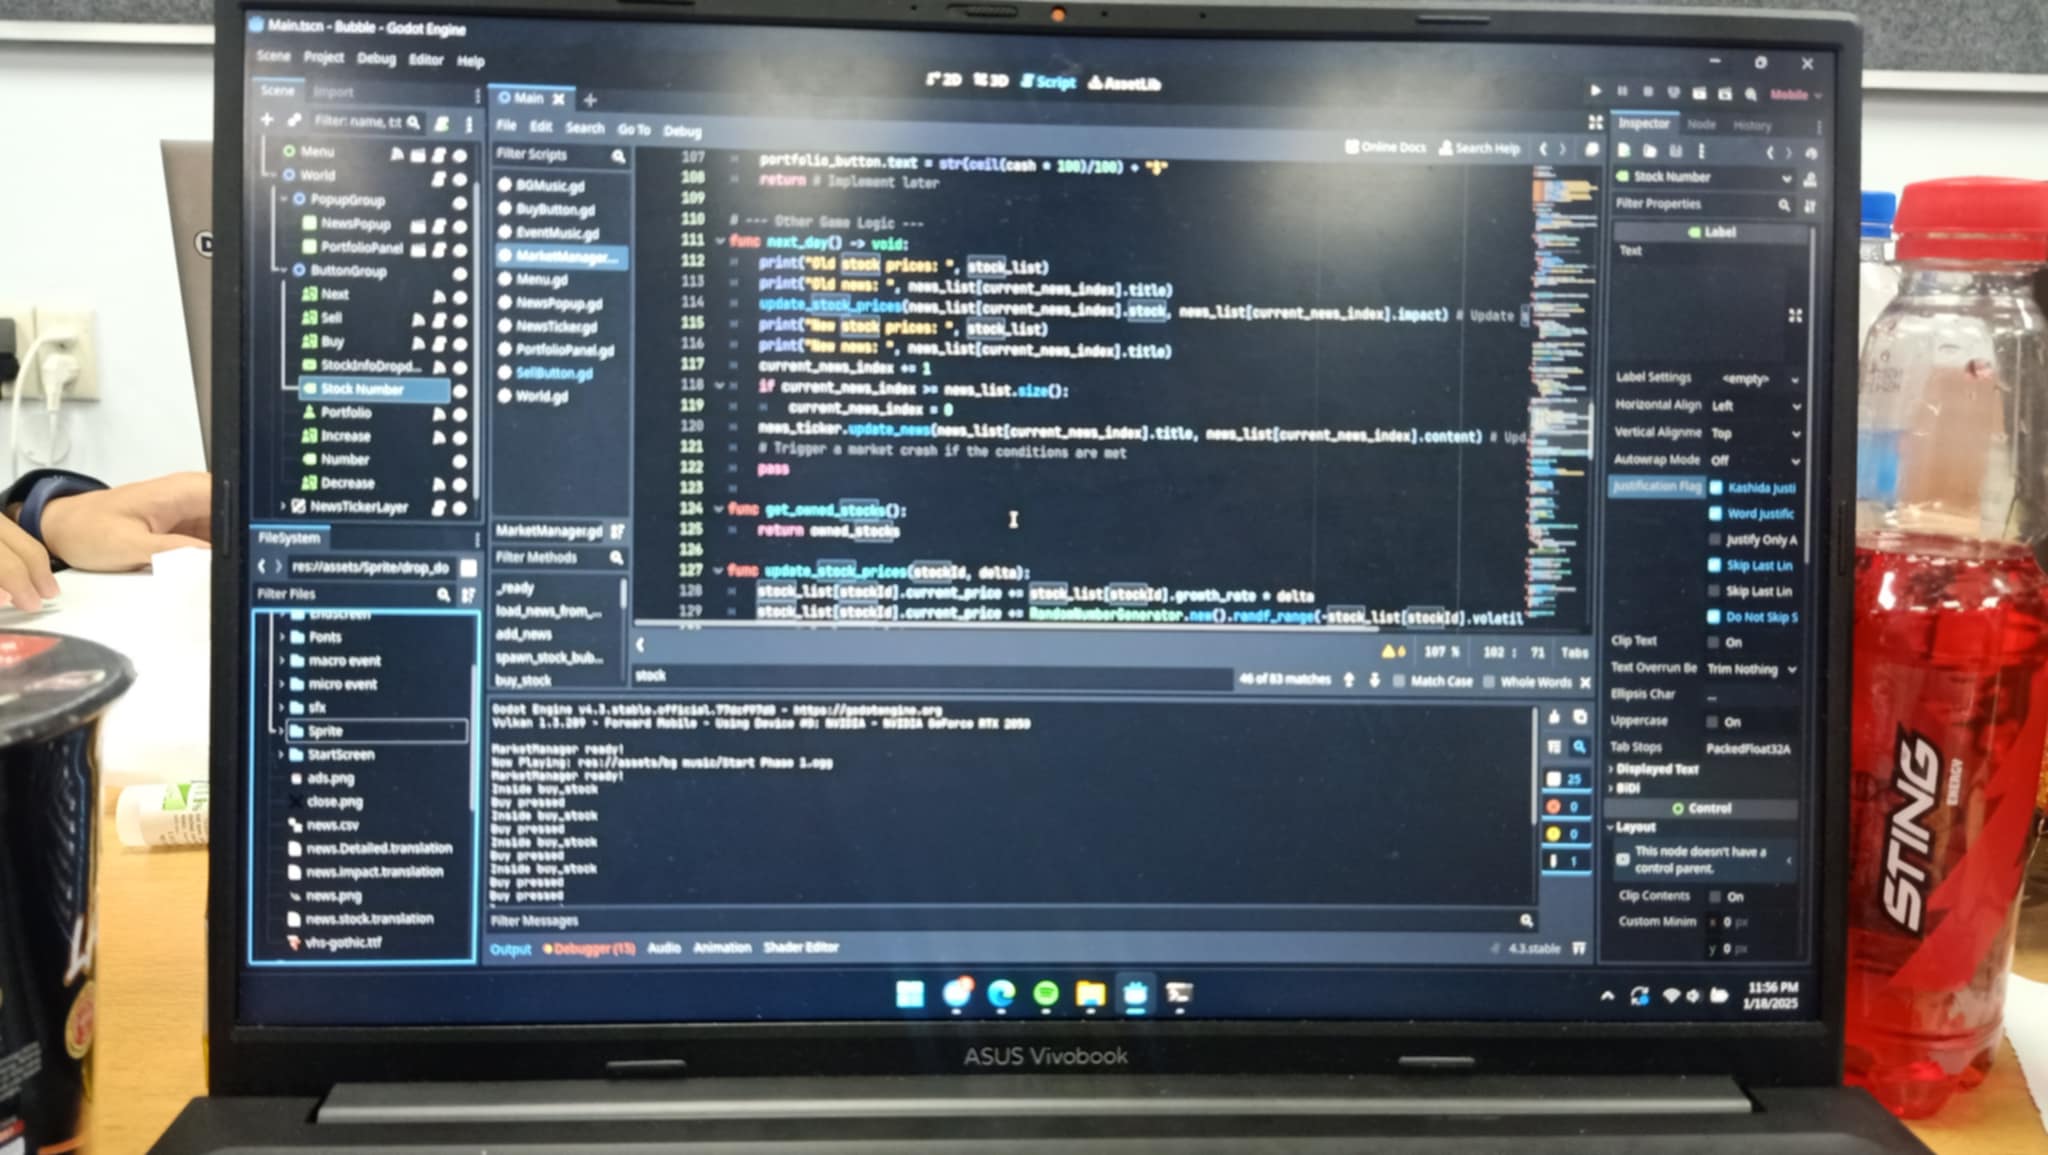 Main.tscn - Bubble - Godot Engine
Scene Project Debug Editor Help
2D 3D Script AssetLib
Mobile
Scene Import
Filter: name, t:t
Menu
World
PopupGroup
NewsPopup
PortfolioPanel
ButtonGroup
Next
Sell
Buy
StockInfoDropd...
Stock Number
Portfolio
Increase
Number
Decrease
NewsTickerLayer
FileSystem
res://assets/Sprite/drop_do
Filter Files
EndScreen
Fonts
macro event
micro event
sfx
Sprite
StartScreen
ads.png
close.png
news.csv
news.Detailed.translation
news.impact.translation
news.png
news.stock.translation
vhs-gothic.ttf
Main
File Edit Search Go To Debug
Online Docs Search Help
Filter Scripts
BGMusic.gd
BuyButton.gd
EventMusic.gd
MarketManager...
Menu.gd
NewsPopup.gd
NewsTicker.gd
PortfolioPanel.gd
SellButton.gd
World.gd
MarketManager.gd
Filter Methods
_ready
load_news_from_...
add_news
spawn_stock_bub...
buy_stock
107 portfolio_button.text = str(ceil(cash * 100)/100) + "$"
108 return # Implement later
109
110 # --- Other Game Logic ---
111 func next_day() -> void:
112 print("Old stock prices: ", stock_list)
113 print("Old news: ", news_list[current_news_index].title)
114 update_stock_prices(news_list[current_news_index].stock, news_list[current_news_index].impact) # Update
115 print("New stock prices: ", stock_list)
116 print("New news: ", news_list[current_news_index].title)
117 current_news_index += 1
118 if current_news_index >= news_list.size():
119 current_news_index = 0
120 news_ticker.update_news(news_list[current_news_index].title, news_list[current_news_index].content) # Upd
121 # Trigger a market crash if the conditions are met
122 pass
123
124 func get_owned_stocks():
125 return owned_stocks
126
127 func update_stock_prices(stockId, delta):
128 stock_list[stockId].current_price += stock_list[stockId].growth_rate * delta
129 stock_list[stockId].current_price += RandomNumberGenerator.new().randf_range(-stock_list[stockId].volatil
6 107 % 102 : 71 Tabs
stock
46 of 83 matches Match Case Whole Words
Godot Engine v4.3.stable.official.77dcf97d8 - https://godotengine.org
Vulkan 1.3.289 - Forward Mobile - Using Device #0: NVIDIA - NVIDIA GeForce RTX 2050
MarketManager ready!
Now Playing: res://assets/bg music/Start Phase 1.ogg
MarketManager ready!
Inside buy_stock
Buy pressed
Inside buy_stock
Buy pressed
Inside buy_stock
Buy pressed
Inside buy_stock
Buy pressed
Buy pressed
25
0
0
1
Filter Messages
Output Debugger (15) Audio Animation Shader Editor
4.3.stable
Inspector Node History
Stock Number
Filter Properties
Label
Text
Label Settings <empty>
Horizontal Align Left
Vertical Alignme Top
Autowrap Mode Off
Justification Flag Kashida Justi
Word Justific
Justify Only A
Skip Last Lin
Skip Last Lin
Do Not Skip S
Clip Text On
Text Overrun Be Trim Nothing
Ellipsis Char ...
Uppercase On
Tab Stops PackedFloat32A
Displayed Text
BiDi
Control
Layout
This node doesn't have a
control parent.
Clip Contents On
Custom Minim x 0 px
y 0 px
11:56 PM
1/18/2025
ASUS Vivobook
STING
ENERGY